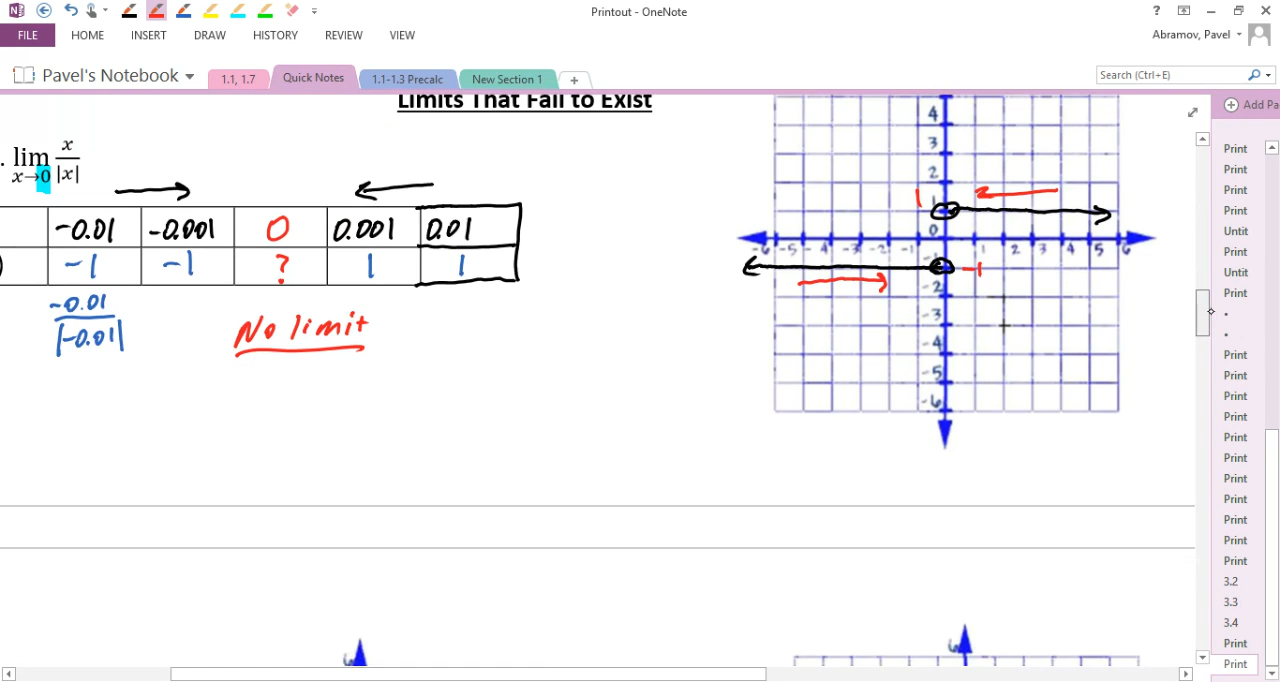 Printout - OneNote
FILE HOME INSERT DRAW HISTORY REVIEW VIEW
Abramov, Pavel
Pavel's Notebook
1.1, 1.7
Quick Notes
1.1-1.3 Precalc
New Section 1
Search (Ctrl+E)
Limits That Fail to Exist
. lim x→0 x/|x|
-0.01 -0.001 0 0.001 0.01
) -1 -1 ? 1 1
-0.01
|-0.01|
No limit
4
3
2
1 1
0
-6 -5 -4 -3 -2 -1 1 2 3 4 5 6
-1 -1
-2
-3
-4
-5
-6
6 6
Add Pa
Print
Print
Print
Print
Untit
Print
Untit
Print
Print
Print
Print
Print
Print
Print
Print
Print
Print
Print
Print
3.2
3.3
3.4
Print
Print